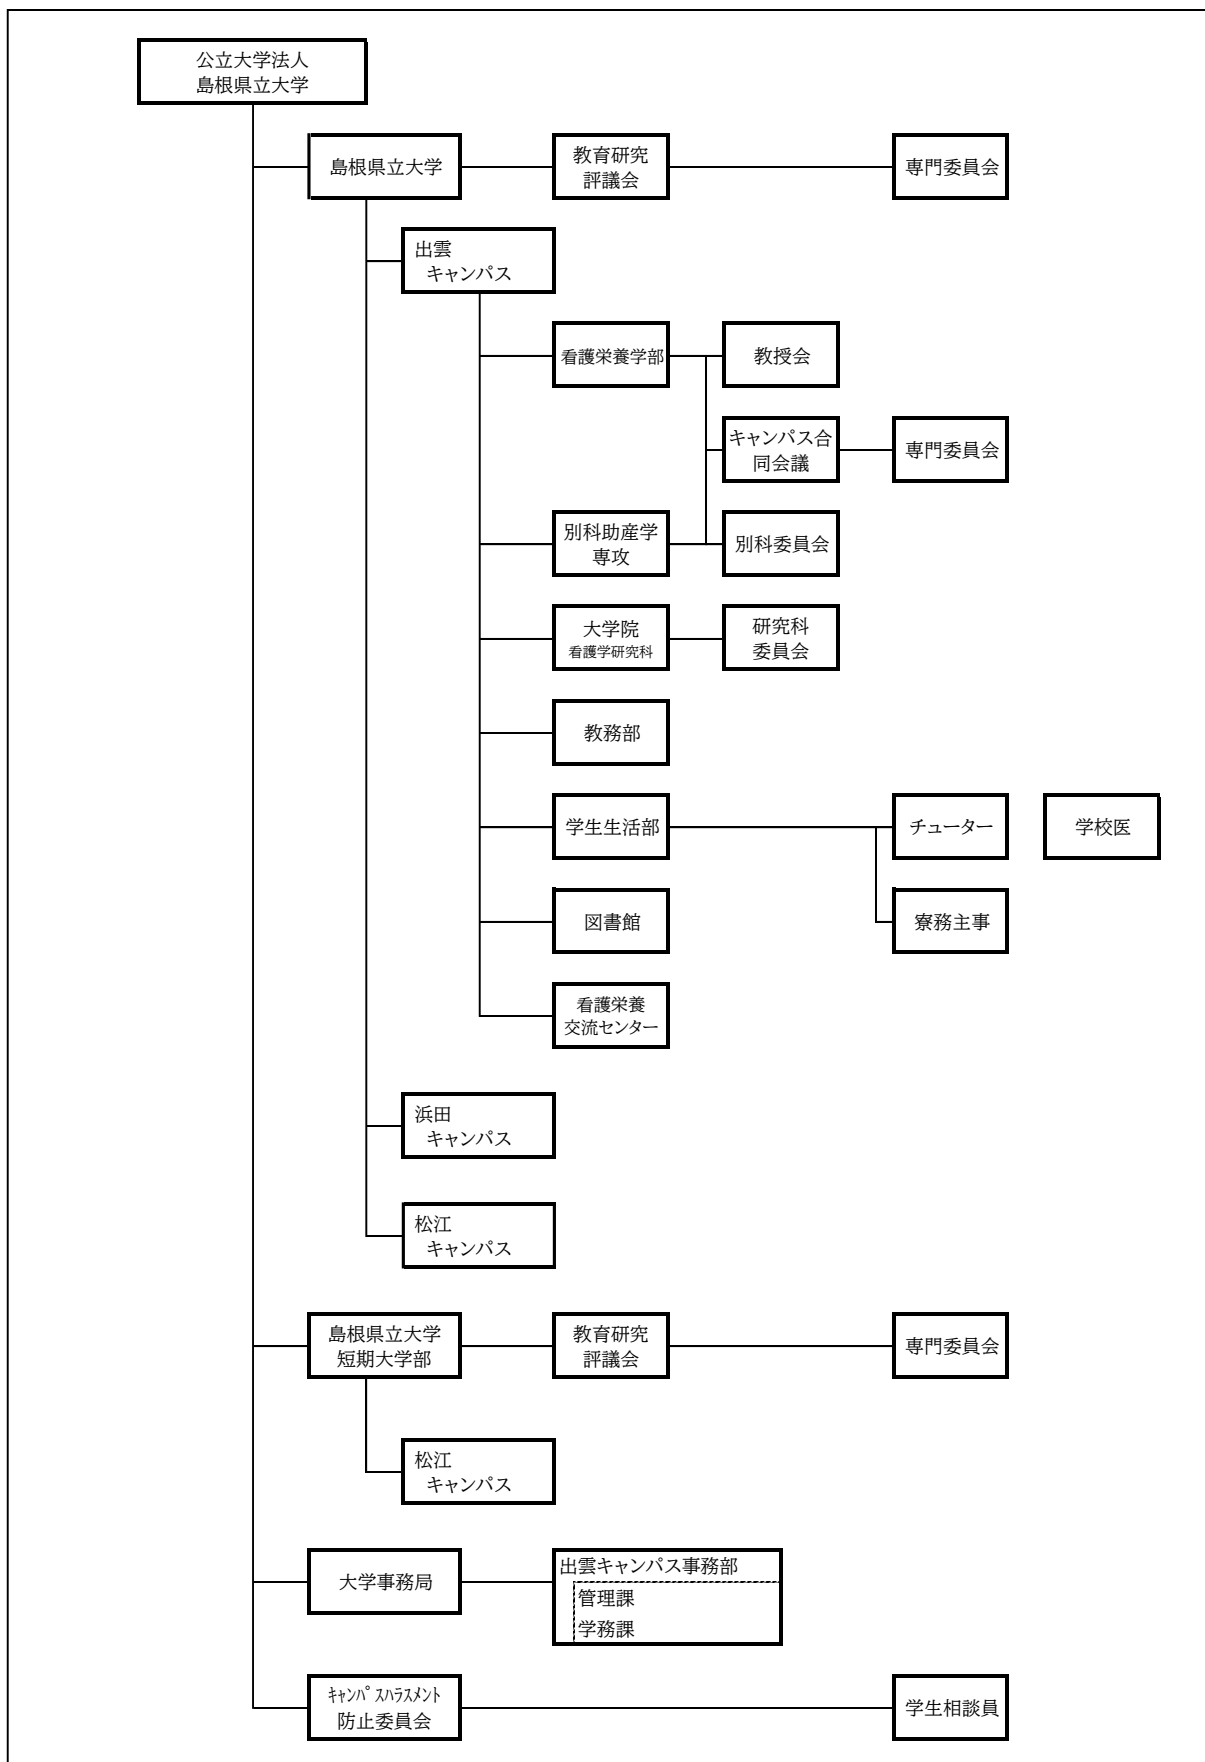 公立大学法人
島根県立大学
島根県立大学
教育研究
評議会
専門委員会
出雲
キャンパス
看護栄養学部
教授会
キャンパス合
同会議
専門委員会
別科助産学
専攻
別科委員会
大学院
看護学研究科
研究科
委員会
教務部
学生生活部
チューター
学校医
図書館
寮務主事
看護栄養
交流センター
浜田
キャンパス
松江
キャンパス
島根県立大学
短期大学部
教育研究
評議会
専門委員会
松江
キャンパス
大学事務局
出雲キャンパス事務部
管理課
学務課
ｷｬﾝﾊﾟｽﾊﾗｽﾒﾝﾄ
防止委員会
学生相談員